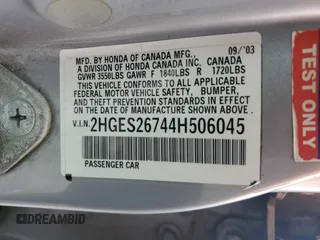 MFD. BY HONDA OF CANADA MFG., 09/'03
A DIVISION OF HONDA CANADA INC. CANADA
GVWR 3550LBS GAWR F 1840LBS R 1720LBS
THIS VEHICLE CONFORMS TO ALL APPLICABLE
FEDERAL MOTOR VEHICLE SAFETY, BUMPER,
AND THEFT PREVENTION STANDARDS IN EFFECT
ON THE DATE OF MANUFACTURE SHOWN ABOVE.
V.I.N. 2HGES26744H506045
PASSENGER CAR
TEST ONLY
DREAMBID